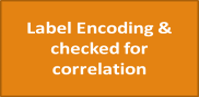 Label Encoding &
checked for
correlation